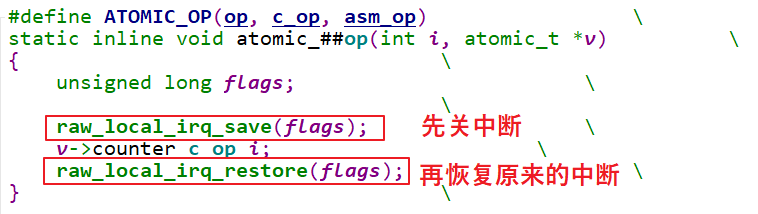 #define ATOMIC_OP(op, c_op, asm_op) \
static inline void atomic_##op(int i, atomic_t *v) \
{ \
unsigned long flags; \
\
raw_local_irq_save(flags); 先关中断 \
v->counter c_op i; \
raw_local_irq_restore(flags); 再恢复原来的中断 \
} \